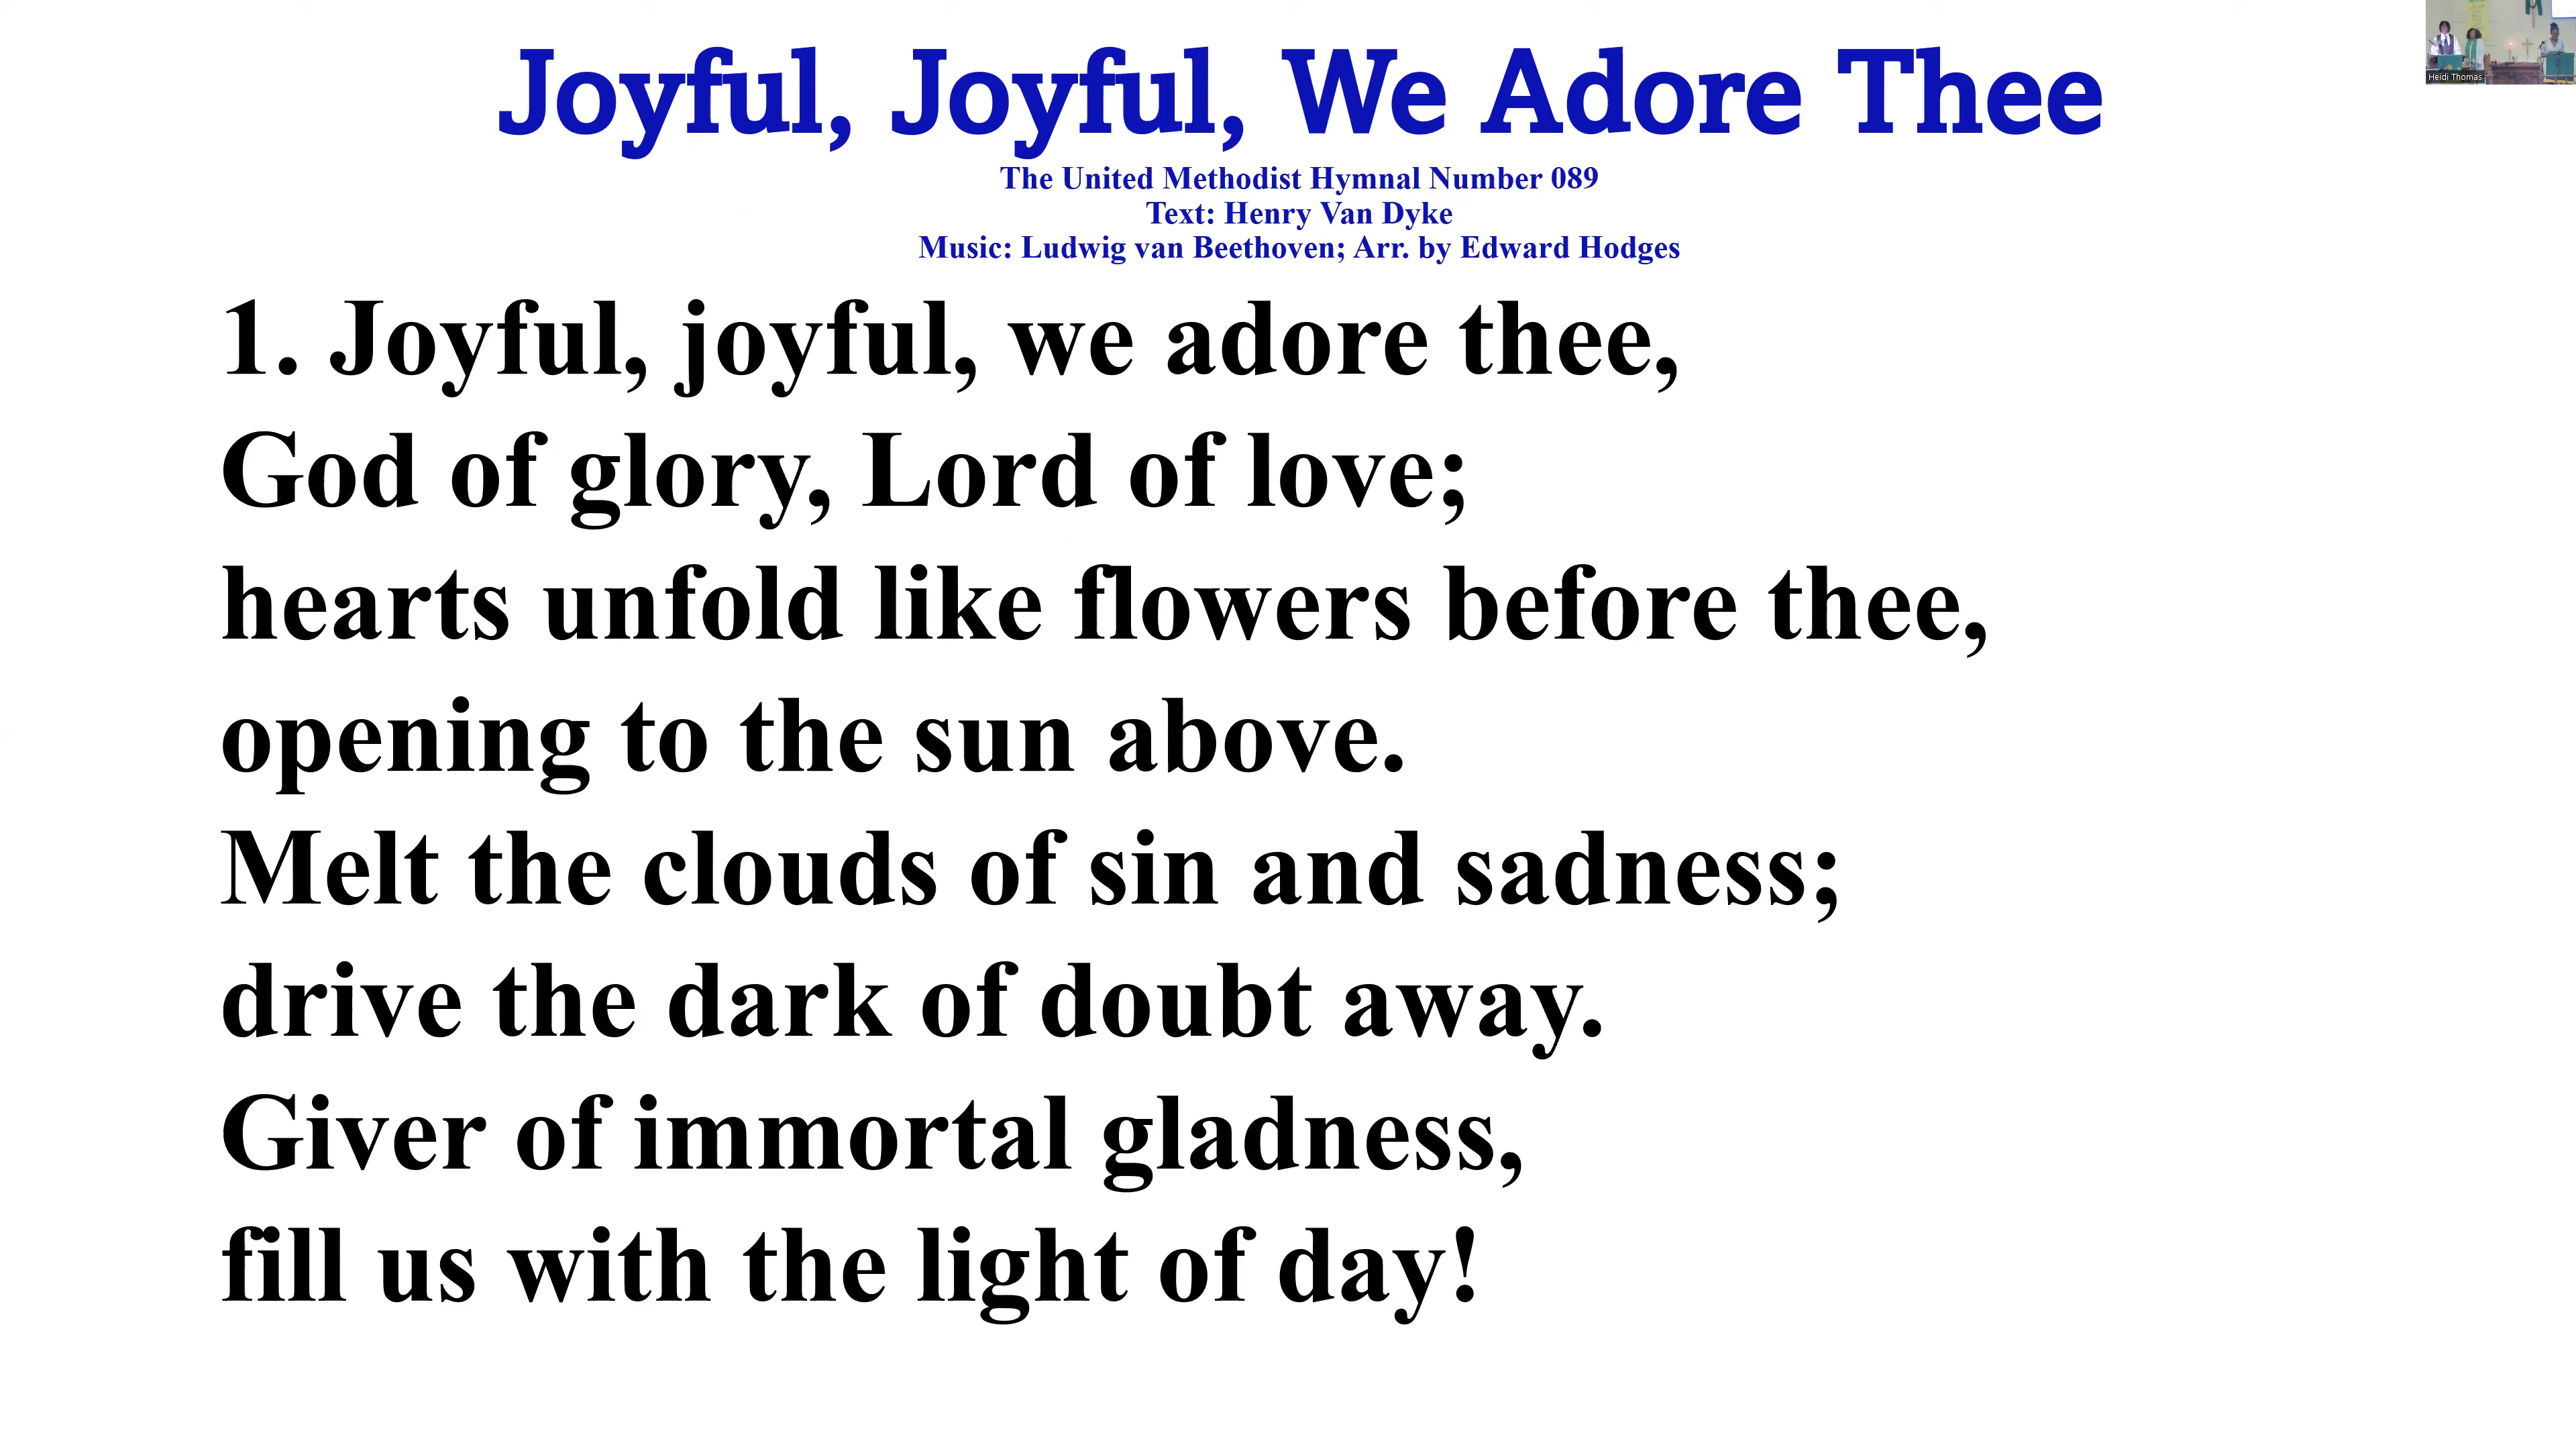 Joyful, Joyful, We Adore Thee
The United Methodist Hymnal Number 089
Text: Henry Van Dyke
Music: Ludwig van Beethoven; Arr. by Edward Hodges
1. Joyful, joyful, we adore thee,
God of glory, Lord of love;
hearts unfold like flowers before thee,
opening to the sun above.
Melt the clouds of sin and sadness;
drive the dark of doubt away.
Giver of immortal gladness,
fill us with the light of day!
Heidi Thomas